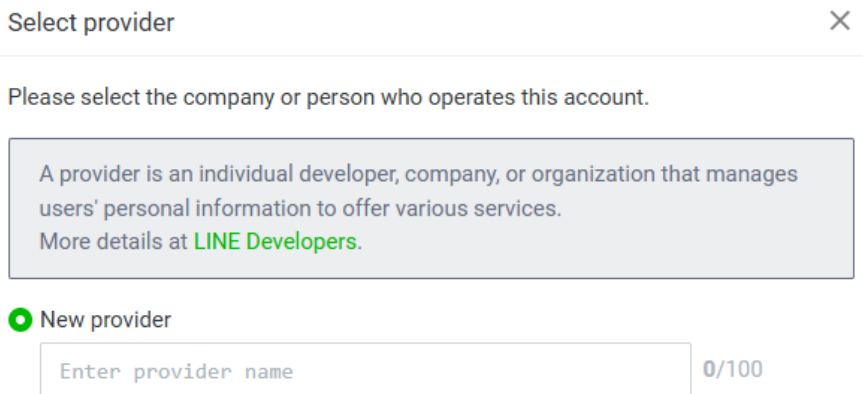 Select provider
Please select the company or person who operates this account.
A provider is an individual developer, company, or organization that manages
users' personal information to offer various services.
More details at LINE Developers.
New provider
Enter provider name 0/100